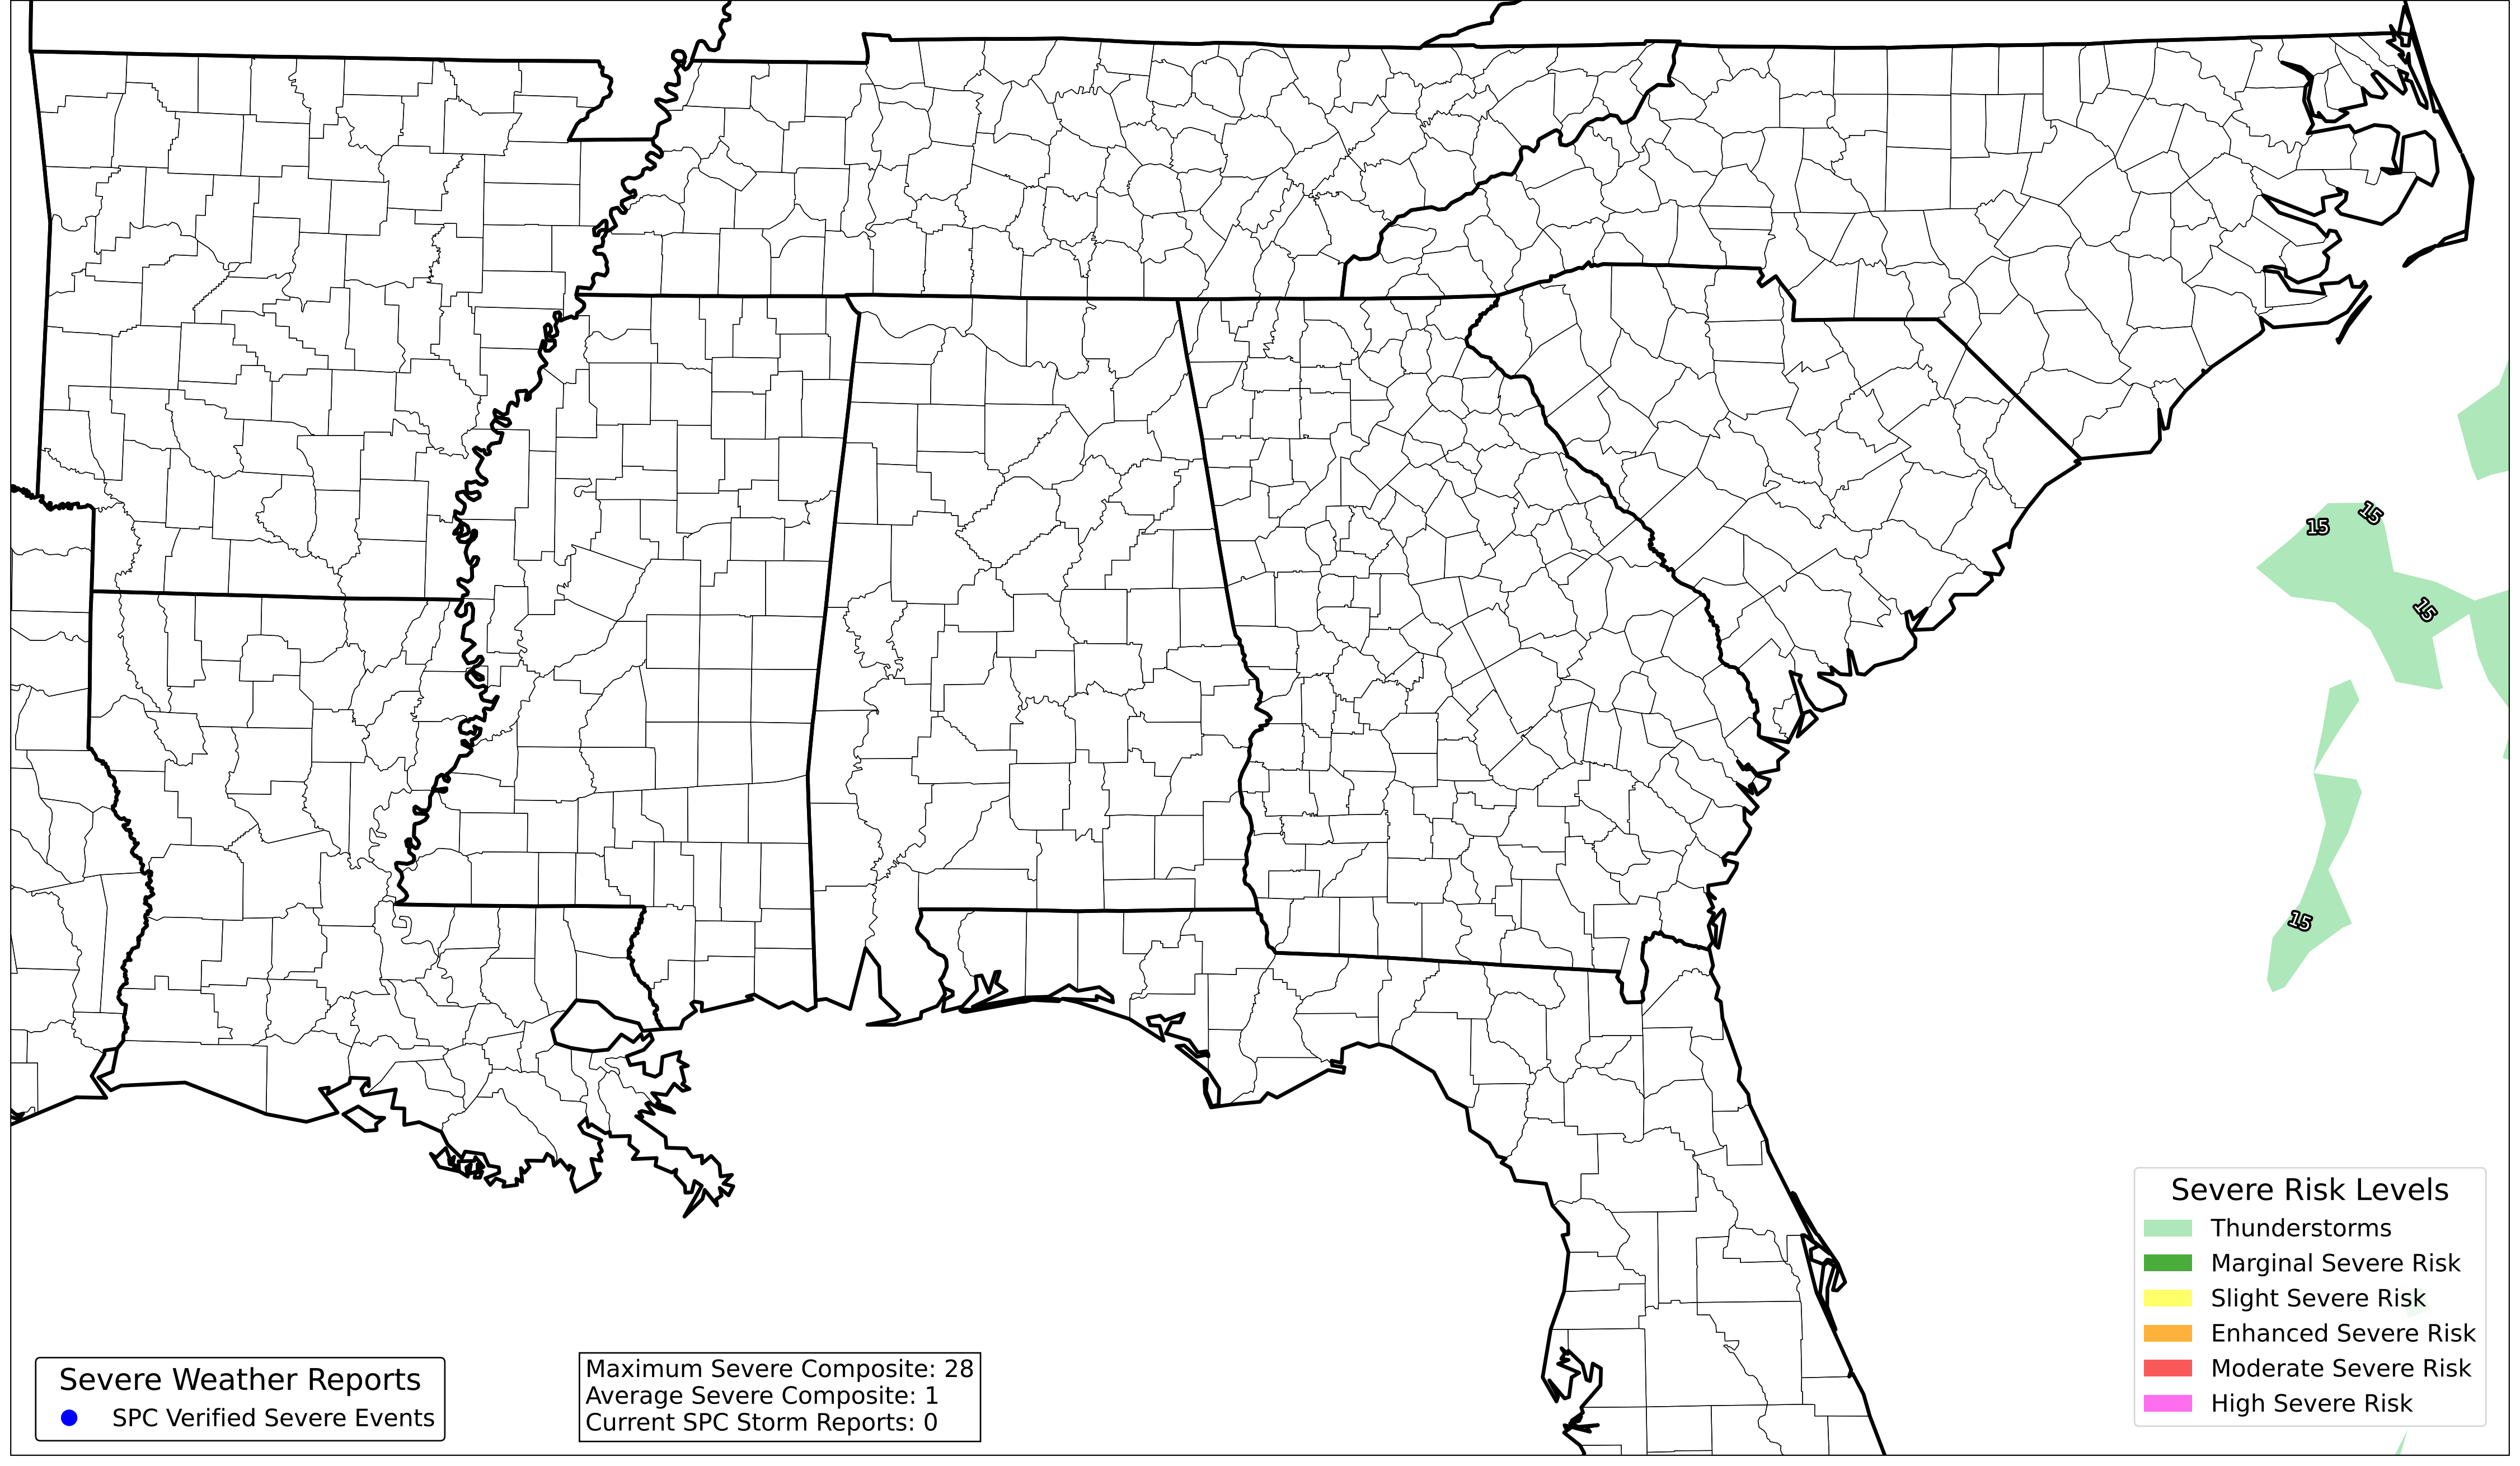 15
15
15
15
Severe Risk Levels
Thunderstorms
Marginal Severe Risk
Slight Severe Risk
Enhanced Severe Risk
Moderate Severe Risk
High Severe Risk
Severe Weather Reports
SPC Verified Severe Events
Maximum Severe Composite: 28
Average Severe Composite: 1
Current SPC Storm Reports: 0